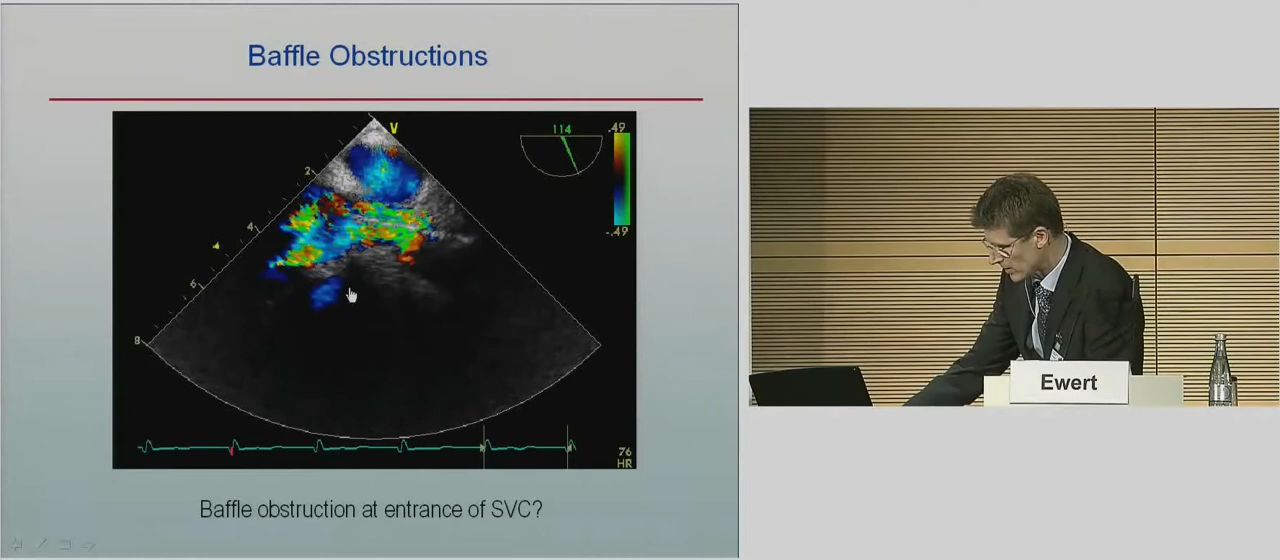 Baffle Obstructions
V
114
.49
-.49
2
4
6
8
76
HR
Baffle obstruction at entrance of SVC?
Ewert